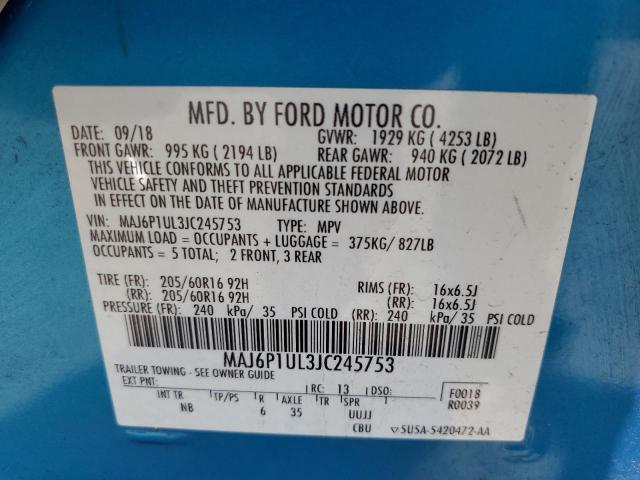 MFD. BY FORD MOTOR CO.
DATE: 09/18 GVWR: 1929 KG ( 4253 LB)
FRONT GAWR: 995 KG ( 2194 LB) REAR GAWR: 940 KG ( 2072 LB)
THIS VEHICLE CONFORMS TO ALL APPLICABLE FEDERAL MOTOR
VEHICLE SAFETY AND THEFT PREVENTION STANDARDS
IN EFFECT ON THE DATE OF MANUFACTURE SHOWN ABOVE.
VIN: MAJ6P1UL3JC245753 TYPE: MPV
MAXIMUM LOAD = OCCUPANTS + LUGGAGE = 375KG/ 827LB
OCCUPANTS = 5 TOTAL; 2 FRONT, 3 REAR
TIRE (FR): 205/60R16 92H RIMS (FR): 16x6.5J
(RR): 205/60R16 92H (RR): 16x6.5J
PRESSURE (FR): 240 kPa/ 35 PSI COLD (RR): 240 kPa/ 35 PSI COLD
MAJ6P1UL3JC245753
TRAILER TOWING - SEE OWNER GUIDE
EXT PNT: RC: 13 DSO: F0018
INT TR TP/PS R AXLE TR SPR R0039
NB 6 35 UUJJ
CBU 5U5A-5420472-AA